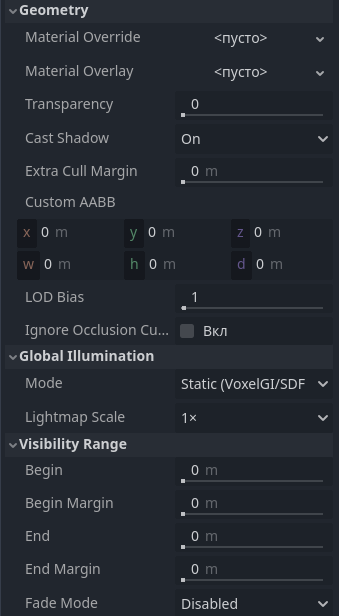 Geometry
Material Override <пусто>
Material Overlay <пусто>
Transparency 0
Cast Shadow On
Extra Cull Margin 0 m
Custom AABB
x 0 m y 0 m z 0 m
w 0 m h 0 m d 0 m
LOD Bias 1
Ignore Occlusion Cu... Вкл
Global Illumination
Mode Static (VoxelGI/SDF
Lightmap Scale 1×
Visibility Range
Begin 0 m
Begin Margin 0 m
End 0 m
End Margin 0 m
Fade Mode Disabled